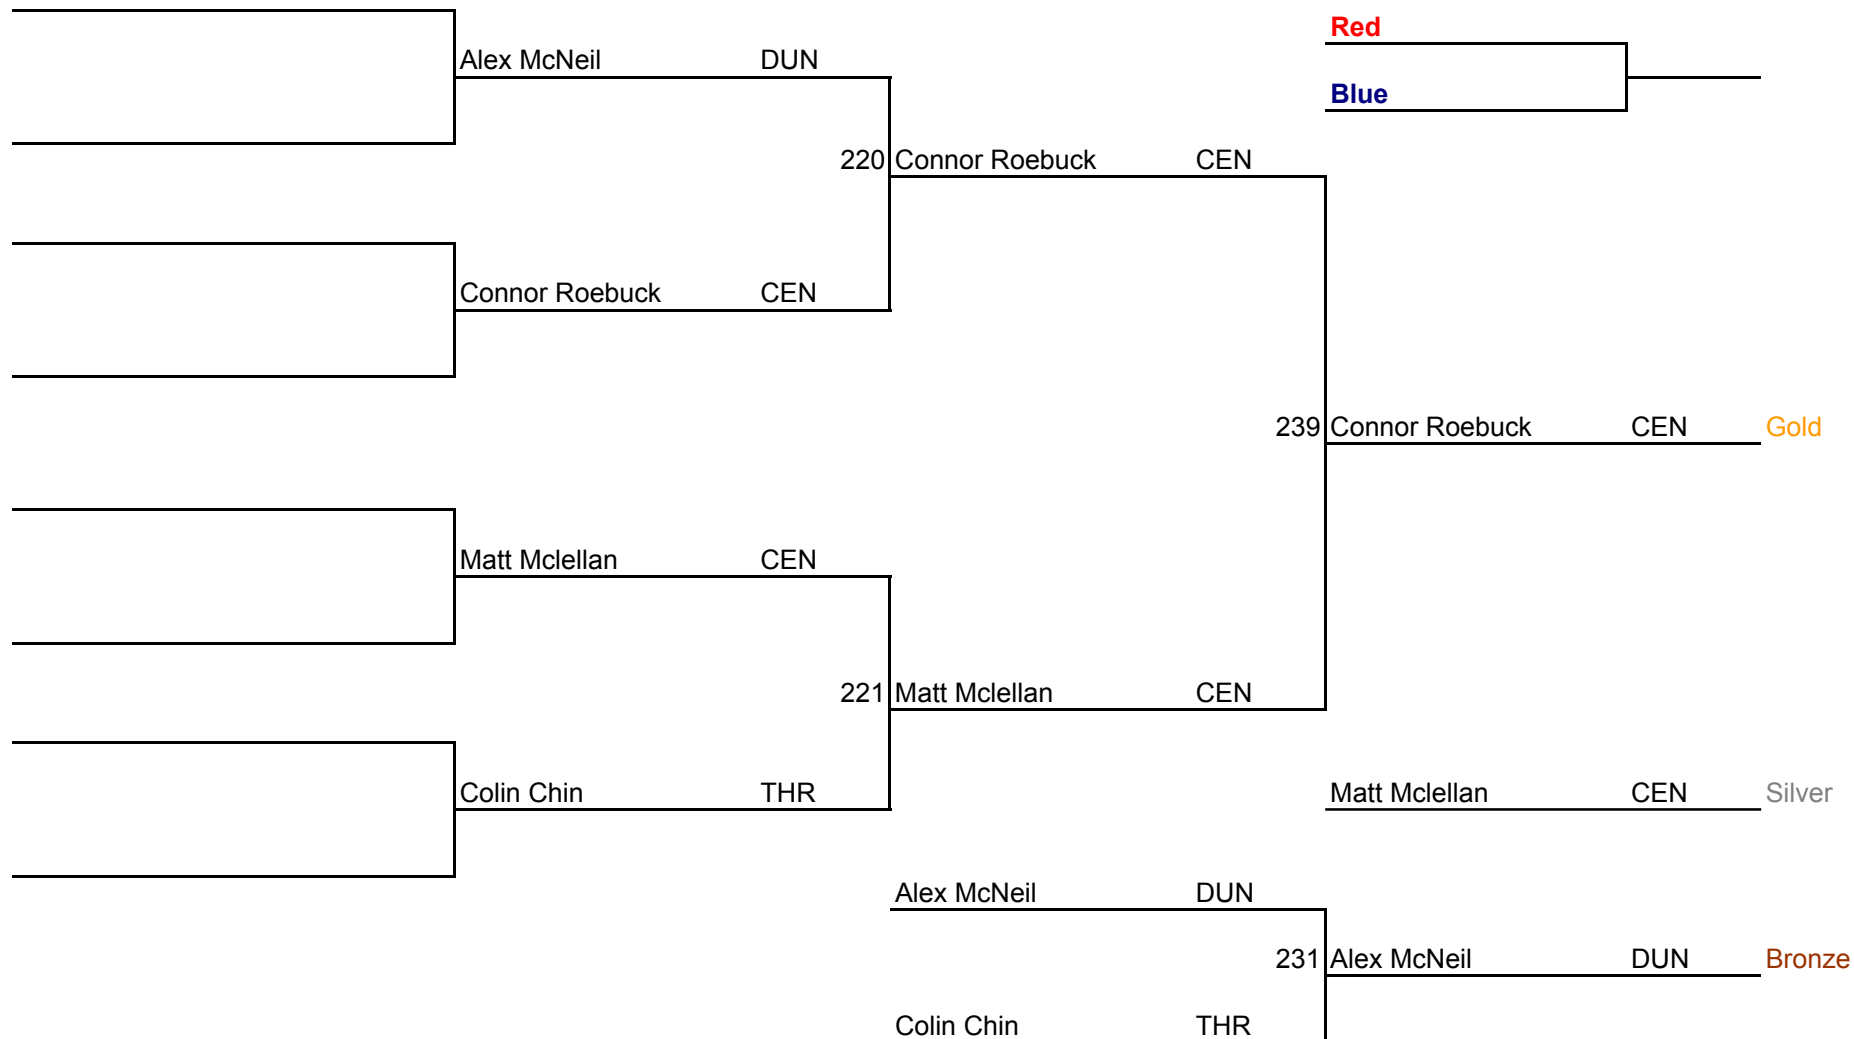 Red
Alex McNeil DUN
Blue
220 Connor Roebuck CEN
Connor Roebuck CEN
239 Connor Roebuck CEN Gold
Matt Mclellan CEN
221 Matt Mclellan CEN
Colin Chin THR
Matt Mclellan CEN Silver
Alex McNeil DUN
231 Alex McNeil DUN Bronze
Colin Chin THR